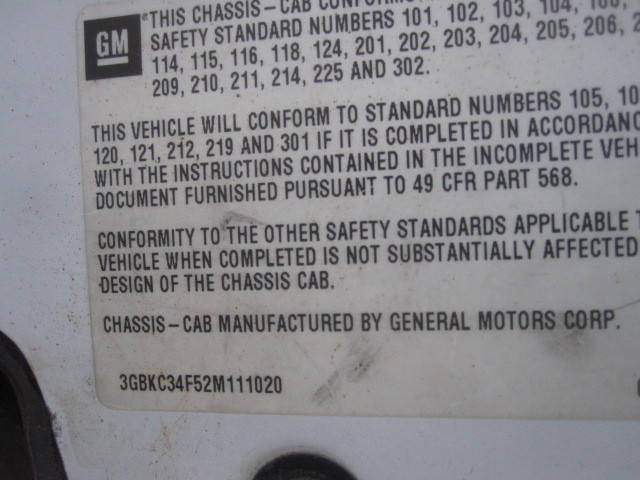 GM
*THIS CHASSIS-CAB CONFORMS
SAFETY STANDARD NUMBERS 101, 102, 103, 104,
114, 115, 116, 118, 124, 201, 202, 203, 204, 205, 206,
209, 210, 211, 214, 225 AND 302.
THIS VEHICLE WILL CONFORM TO STANDARD NUMBERS 105,
120, 121, 212, 219 AND 301 IF IT IS COMPLETED IN ACCORDANC
WITH THE INSTRUCTIONS CONTAINED IN THE INCOMPLETE VEH
DOCUMENT FURNISHED PURSUANT TO 49 CFR PART 568.
CONFORMITY TO THE OTHER SAFETY STANDARDS APPLICABLE T
VEHICLE WHEN COMPLETED IS NOT SUBSTANTIALLY AFFECTED
DESIGN OF THE CHASSIS CAB.
CHASSIS-CAB MANUFACTURED BY GENERAL MOTORS CORP.
3GBKC34F52M111020